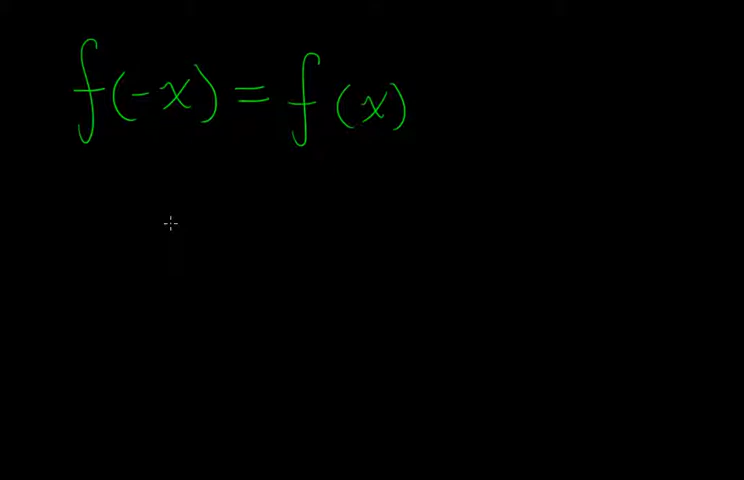 f(-x) = f(x)